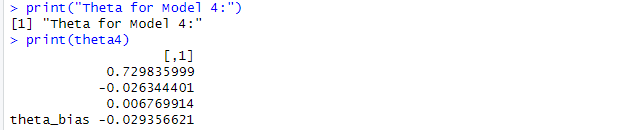 > print("Theta for Model 4:")
[1] "Theta for Model 4:"
> print(theta4)
[,1]
0.729835999
-0.026344401
0.006769914
theta_bias -0.029356621